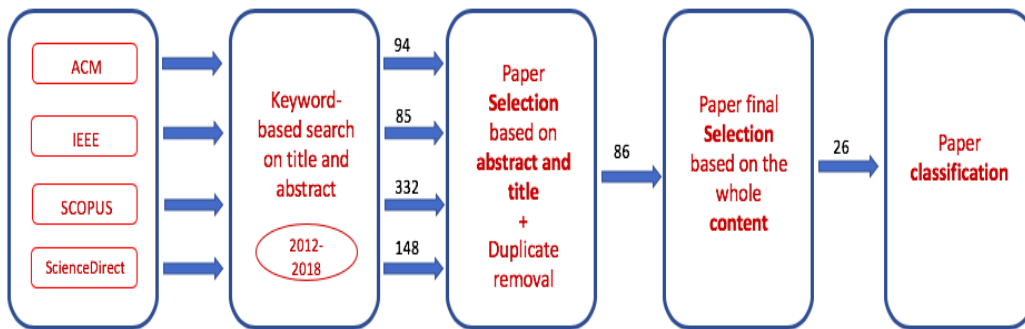 ACM
IEEE
SCOPUS
ScienceDirect
Keyword-
based search
on title and
abstract
2012-
2018
94
85
332
148
Paper
Selection
based on
abstract and
title
+
Duplicate
removal
86
Paper final
Selection
based on the
whole
content
26
Paper
classification